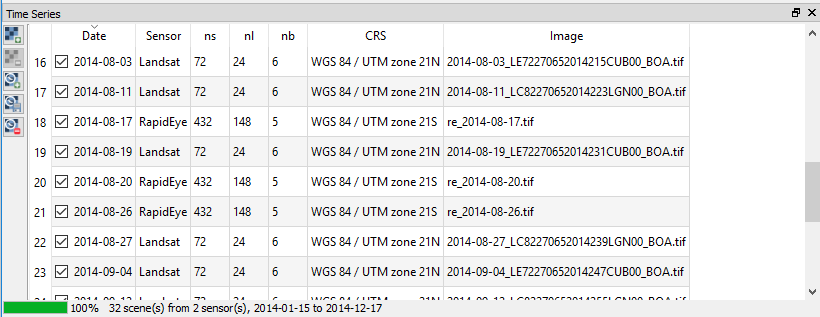 Time Series
Date Sensor ns nl nb CRS Image
16 2014-08-03 Landsat 72 24 6 WGS 84 / UTM zone 21N 2014-08-03_LE72270652014215CUB00_BOA.tif
17 2014-08-11 Landsat 72 24 6 WGS 84 / UTM zone 21N 2014-08-11_LC82270652014223LGN00_BOA.tif
18 2014-08-17 RapidEye 432 148 5 WGS 84 / UTM zone 21S re_2014-08-17.tif
19 2014-08-19 Landsat 72 24 6 WGS 84 / UTM zone 21N 2014-08-19_LE72270652014231CUB00_BOA.tif
20 2014-08-20 RapidEye 432 148 5 WGS 84 / UTM zone 21S re_2014-08-20.tif
21 2014-08-26 RapidEye 432 148 5 WGS 84 / UTM zone 21S re_2014-08-26.tif
22 2014-08-27 Landsat 72 24 6 WGS 84 / UTM zone 21N 2014-08-27_LC82270652014239LGN00_BOA.tif
23 2014-09-04 Landsat 72 24 6 WGS 84 / UTM zone 21N 2014-09-04_LE72270652014247CUB00_BOA.tif
100% 32 scene(s) from 2 sensor(s), 2014-01-15 to 2014-12-17